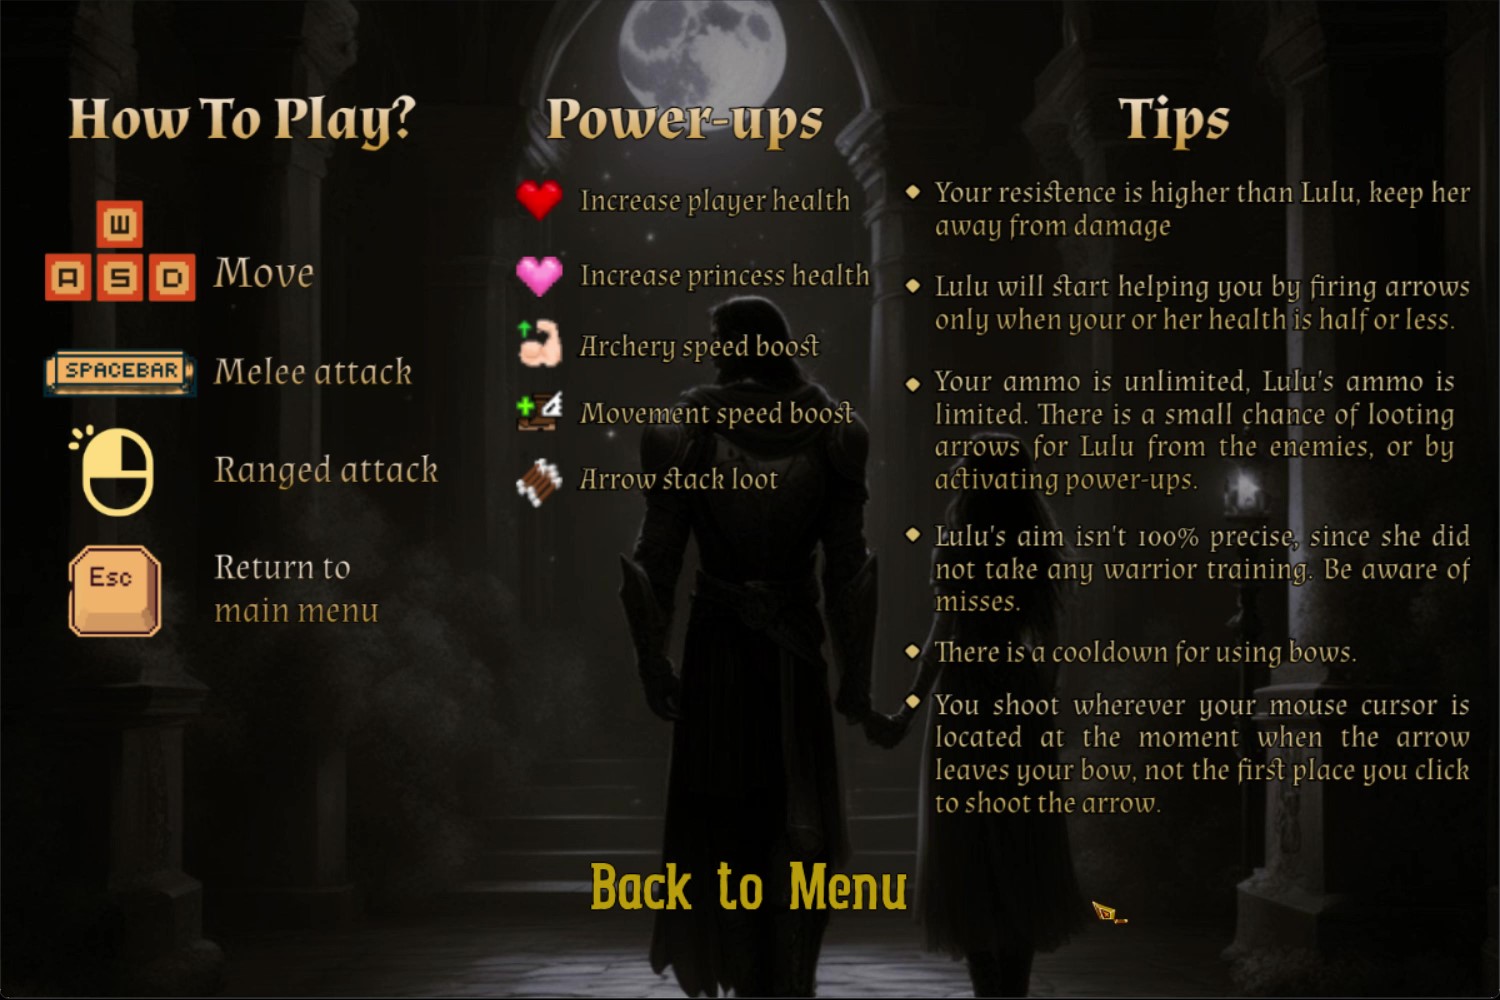 How To Play?
W
A S D
Move
SPACEBAR
Melee attack
Ranged attack
Esc
Return to
main menu
Power-ups
Increase player health
Increase princess health
Archery speed boost
Movement speed boost
Arrow stack loot
Tips
Your resistence is higher than Lulu, keep her
away from damage
Lulu will start helping you by firing arrows
only when your or her health is half or less.
Your ammo is unlimited, Lulu's ammo is
limited. There is a small chance of looting
arrows for Lulu from the enemies, or by
activating power-ups.
Lulu's aim isn't 100% precise, since she did
not take any warrior training. Be aware of
misses.
There is a cooldown for using bows.
You shoot wherever your mouse cursor is
located at the moment when the arrow
leaves your bow, not the first place you click
to shoot the arrow.
Back to Menu